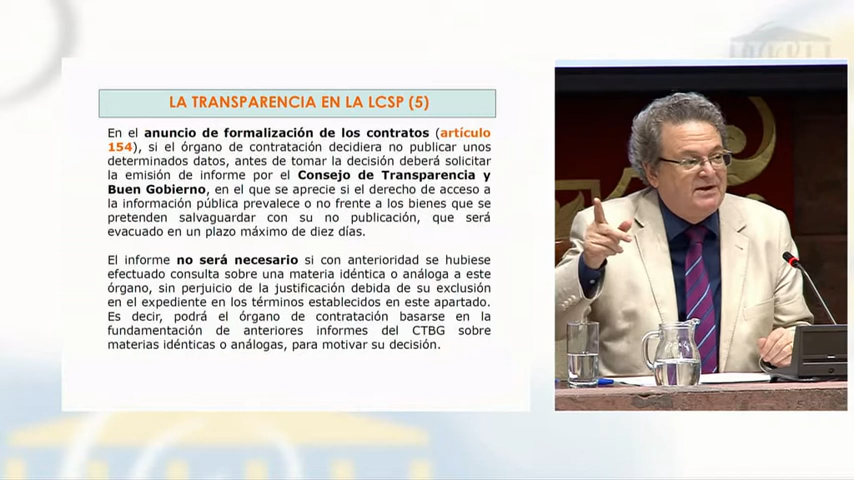 LA TRANSPARENCIA EN LA LCSP (5)
En el anuncio de formalización de los contratos (artículo
154), si el órgano de contratación decidiera no publicar unos
determinados datos, antes de tomar la decisión deberá solicitar
la emisión de informe por el Consejo de Transparencia y
Buen Gobierno, en el que se aprecie si el derecho de acceso a
la información pública prevalece o no frente a los bienes que se
pretenden salvaguardar con su no publicación, que será
evacuado en un plazo máximo de diez días.
El informe no será necesario si con anterioridad se hubiese
efectuado consulta sobre una materia idéntica o análoga a este
órgano, sin perjuicio de la justificación debida de su exclusión
en el expediente en los términos establecidos en este apartado.
Es decir, podrá el órgano de contratación basarse en la
fundamentación de anteriores informes del CTBG sobre
materias idénticas o análogas, para motivar su decisión.